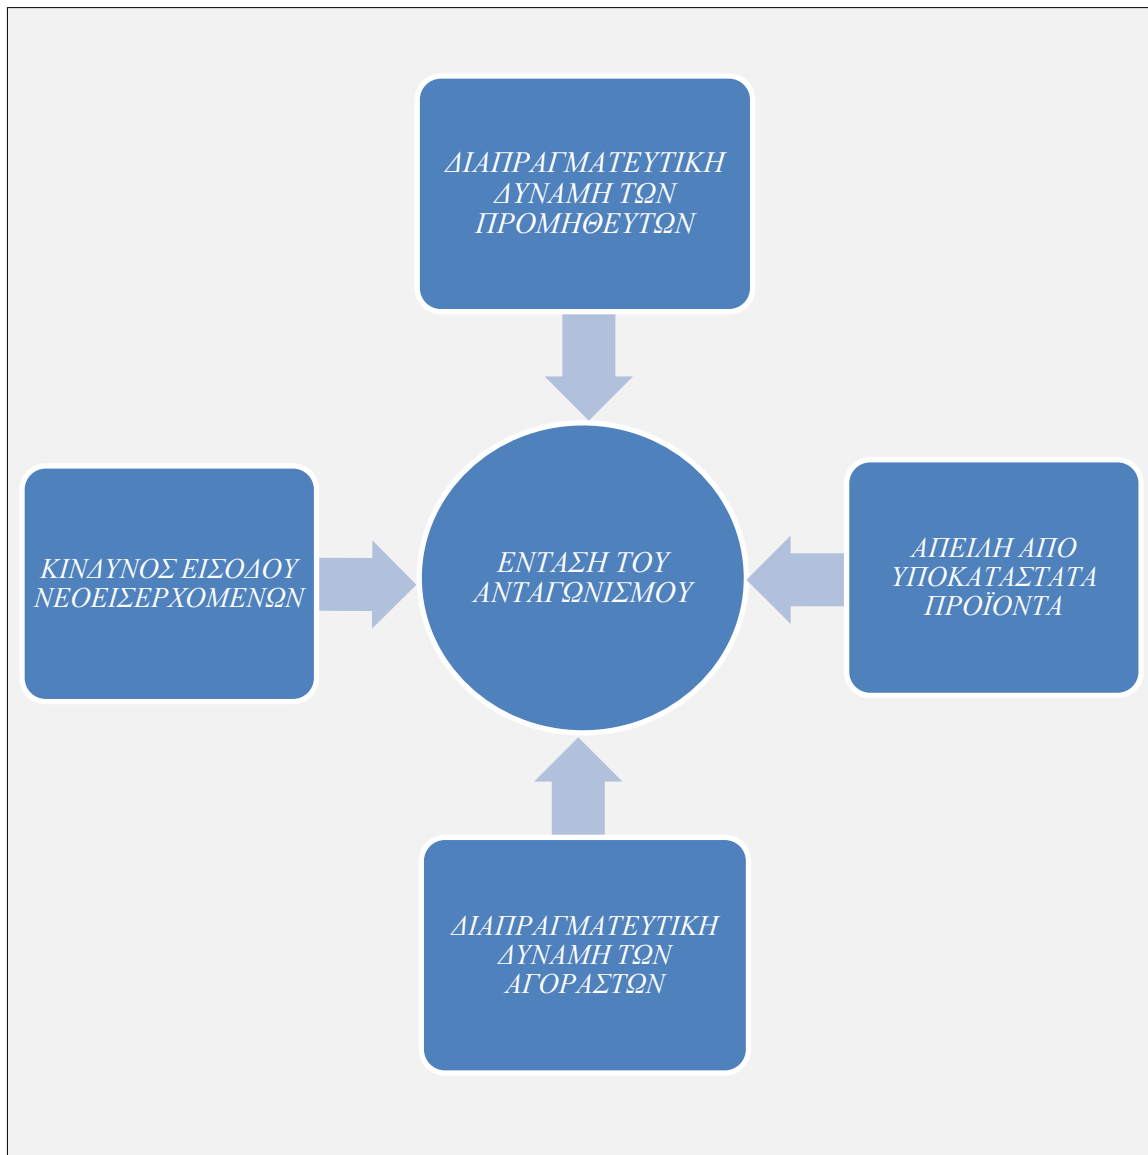 ΔΙΑΠΡΑΓΜΑΤΕΥΤΙΚΗ
ΔΥΝΑΜΗ ΤΩΝ
ΠΡΟΜΗΘΕΥΤΩΝ
ΚΙΝΔΥΝΟΣ ΕΙΣΟΔΟΥ
ΝΕΟΕΙΣΕΡΧΟΜΕΝΩΝ
ΕΝΤΑΣΗ ΤΟΥ
ΑΝΤΑΓΩΝΙΣΜΟΥ
ΑΠΕΙΛΗ ΑΠΟ
ΥΠΟΚΑΤΑΣΤΑΤΑ
ΠΡΟΪΟΝΤΑ
ΔΙΑΠΡΑΓΜΑΤΕΥΤΙΚΗ
ΔΥΝΑΜΗ ΤΩΝ
ΑΓΟΡΑΣΤΩΝ